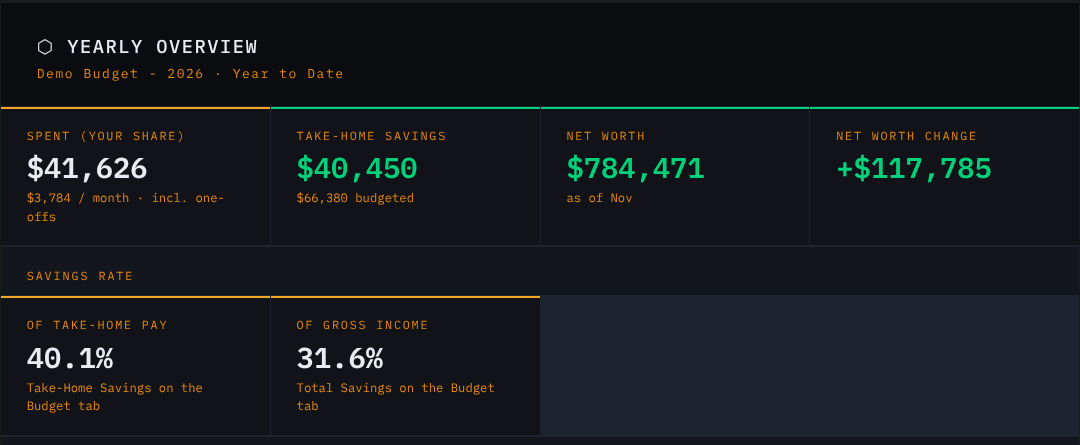 ⬡ YEARLY OVERVIEW
Demo Budget - 2026 · Year to Date
SPENT (YOUR SHARE)
$41,626
$3,784 / month · incl. one-
offs
TAKE-HOME SAVINGS
$40,450
$66,380 budgeted
NET WORTH
$784,471
as of Nov
NET WORTH CHANGE
+$117,785
SAVINGS RATE
OF TAKE-HOME PAY
40.1%
Take-Home Savings on the
Budget tab
OF GROSS INCOME
31.6%
Total Savings on the Budget
tab